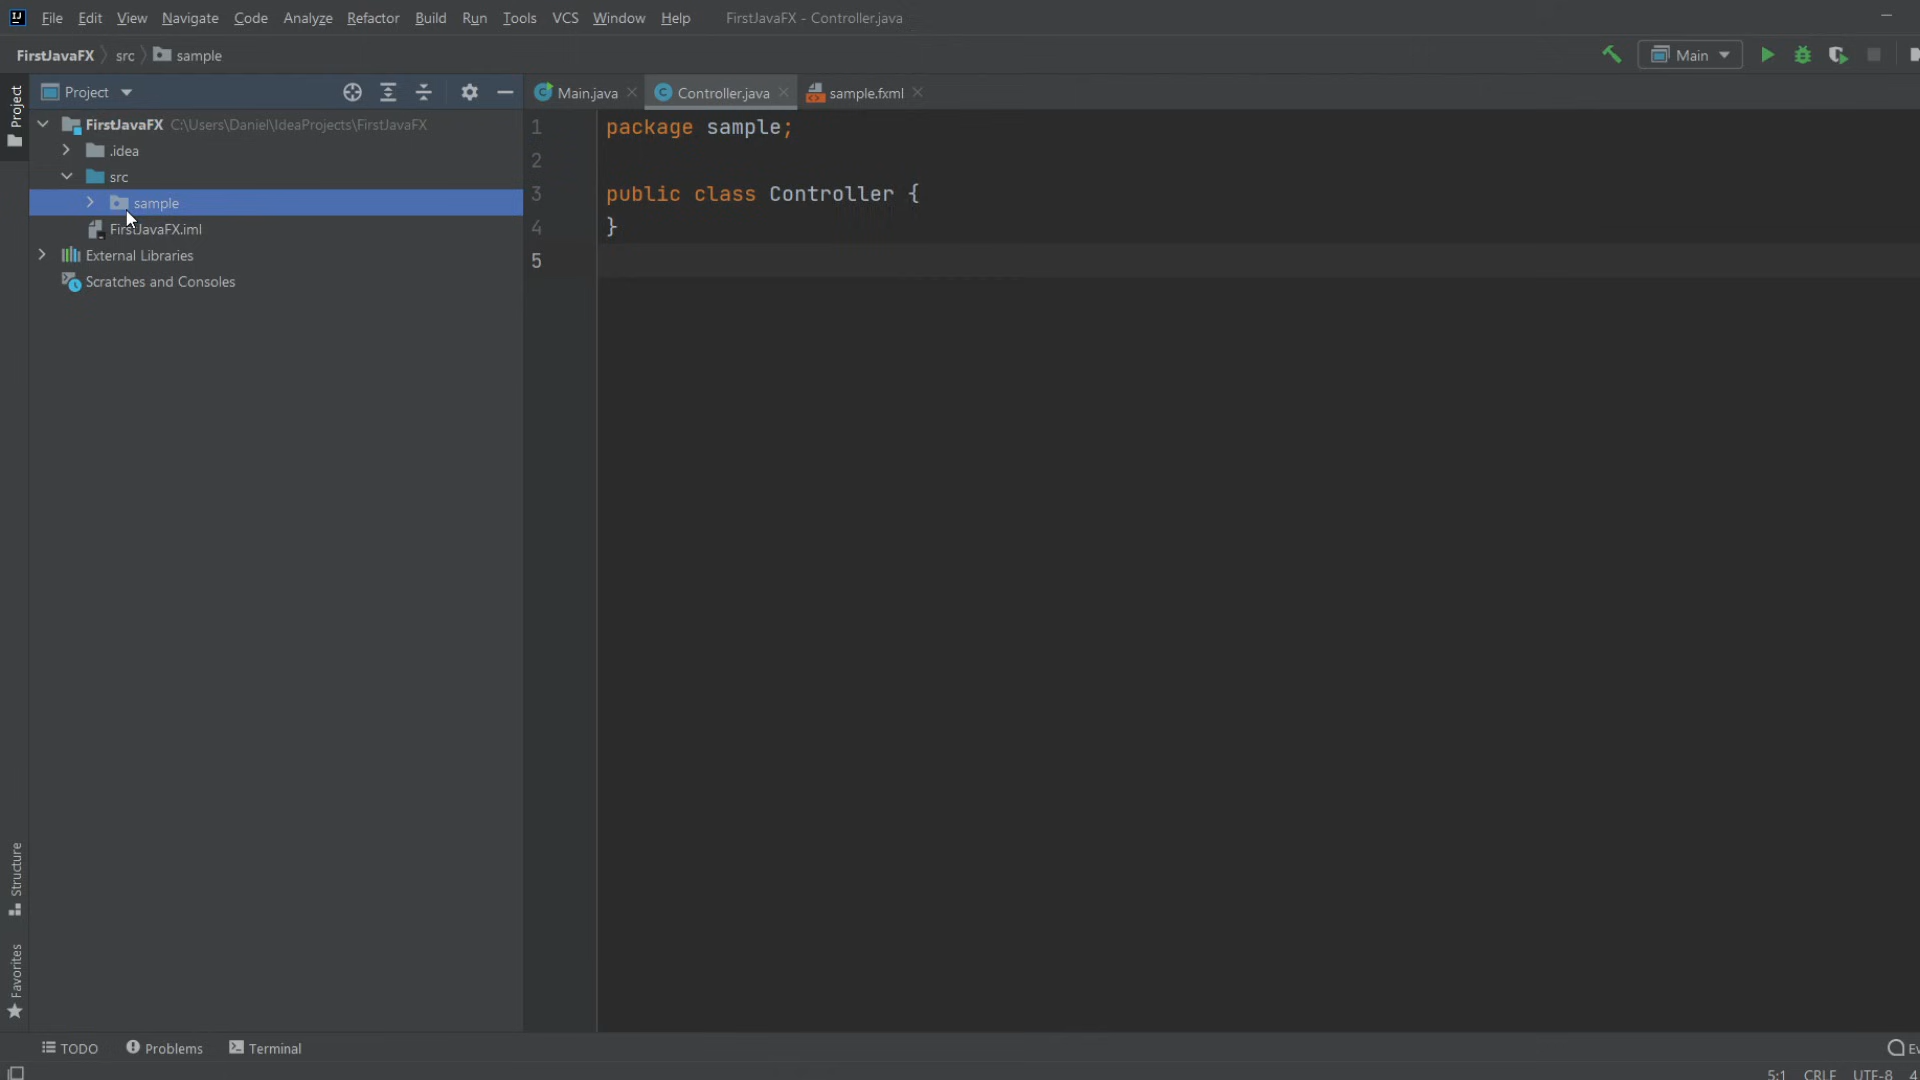 File Edit View Navigate Code Analyze Refactor Build Run Tools VCS Window Help FirstJavaFX - Controller.java
FirstJavaFX src sample Main
Project
Project
Main.java Controller.java sample.fxml
FirstJavaFX C:\Users\Daniel\IdeaProjects\FirstJavaFX
.idea
src
sample
FirstJavaFX.iml
External Libraries
Scratches and Consoles
1 package sample;
2
3 public class Controller {
4 }
5
Structure
Favorites
TODO Problems Terminal
5:1 CRLF UTF-8 4